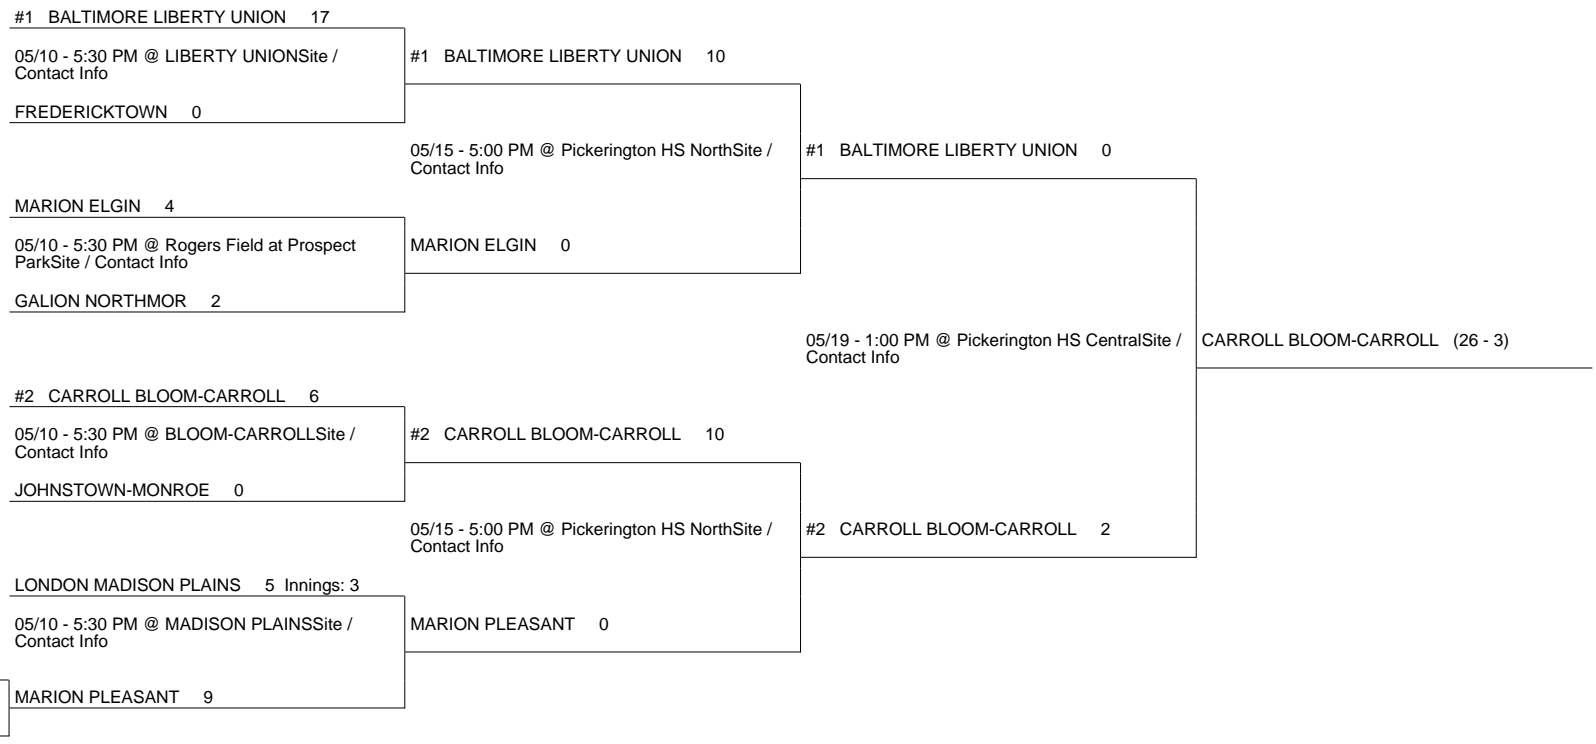 #1 BALTIMORE LIBERTY UNION 17
05/10 - 5:30 PM @ LIBERTY UNIONSite /
Contact Info
FREDERICKTOWN 0
#1 BALTIMORE LIBERTY UNION 10
05/15 - 5:00 PM @ Pickerington HS NorthSite /
Contact Info
MARION ELGIN 4
05/10 - 5:30 PM @ Rogers Field at Prospect
ParkSite / Contact Info
GALION NORTHMOR 2
MARION ELGIN 0
#1 BALTIMORE LIBERTY UNION 0
05/19 - 1:00 PM @ Pickerington HS CentralSite /
Contact Info
CARROLL BLOOM-CARROLL (26 - 3)
#2 CARROLL BLOOM-CARROLL 6
05/10 - 5:30 PM @ BLOOM-CARROLLSite /
Contact Info
JOHNSTOWN-MONROE 0
#2 CARROLL BLOOM-CARROLL 10
05/15 - 5:00 PM @ Pickerington HS NorthSite /
Contact Info
#2 CARROLL BLOOM-CARROLL 2
LONDON MADISON PLAINS 5 Innings: 3
05/10 - 5:30 PM @ MADISON PLAINSSite /
Contact Info
MARION PLEASANT 9
MARION PLEASANT 0